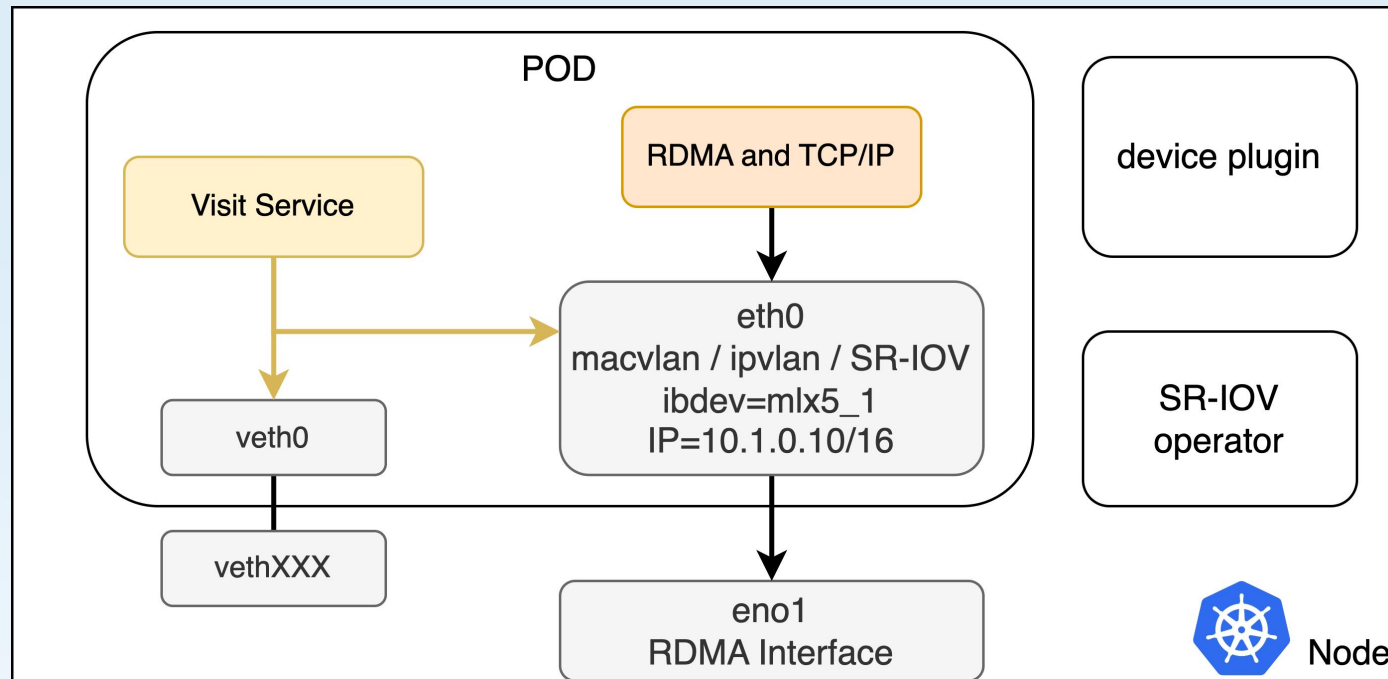 POD
RDMA and TCP/IP
Visit Service
eth0
macvlan / ipvlan / SR-IOV
ibdev=mlx5_1
IP=10.1.0.10/16
veth0
vethXXX
eno1
RDMA Interface
device plugin
SR-IOV
operator
Node